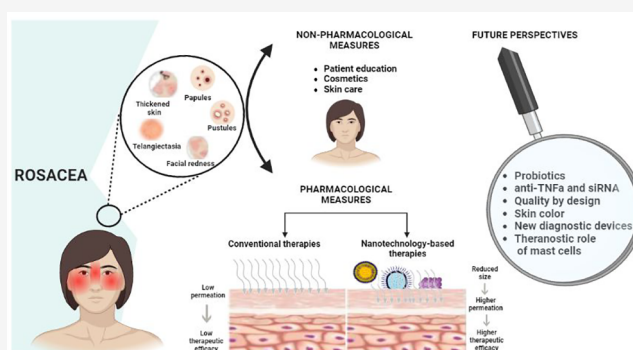 ROSACEA
Thickened
skin
Papules
Pustules
Telangiectasia
Facial redness
NON-PHARMACOLOGICAL
MEASURES
• Patient education
• Cosmetics
• Skin care
PHARMACOLOGICAL
MEASURES
Conventional therapies
Low
permeation
Low
therapeutic
efficacy
Nanotechnology-based
therapies
Reduced
size
Higher
permeation
Higher
therapeutic
efficacy
FUTURE PERSPECTIVES
• Probiotics
• anti-TNFa and siRNA
• Quality by design
• Skin color
• New diagnostic devices
• Theranostic role
of mast cells